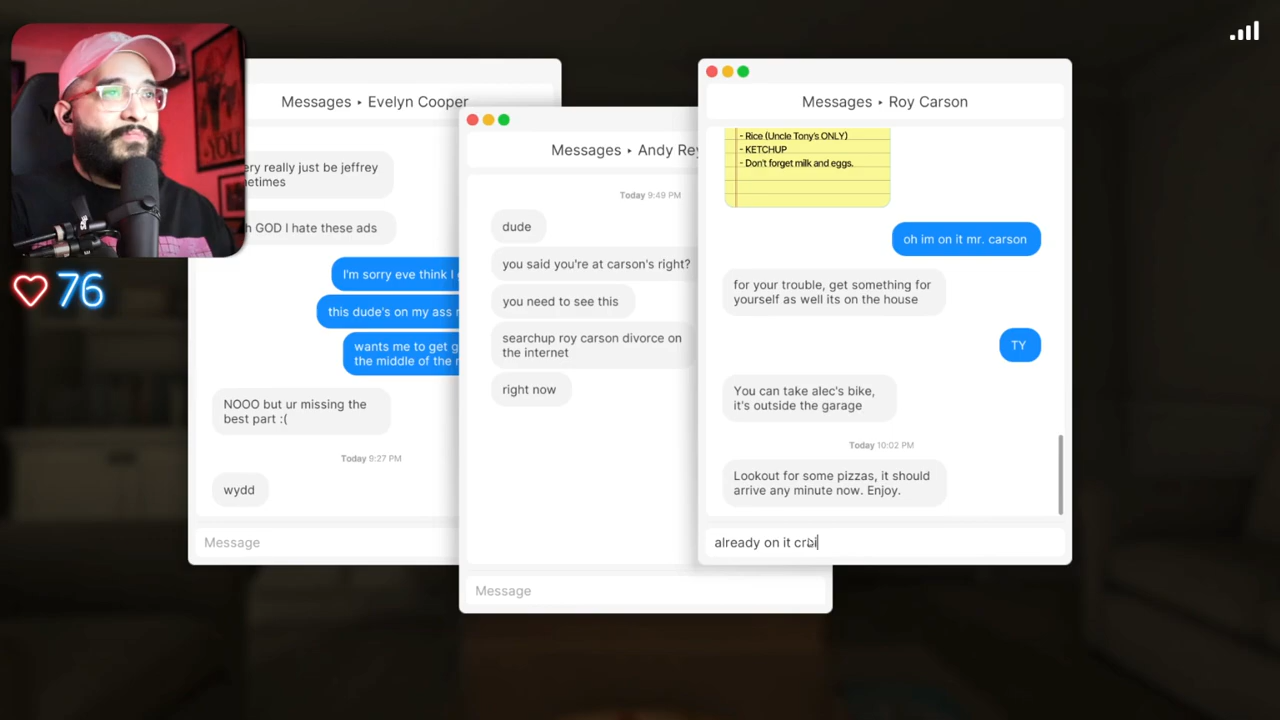 YOU
76
Messages ▸ Evelyn Cooper
really just be jeffrey
GOD I hate these ads
I'm sorry eve think I
this dude's on my ass
wants me to get
the middle of the
NOOO but ur missing the
best part :(
Today 9:27 PM
wydd
Message
Messages ▸ Andy
Today 9:49 PM
dude
you said you're at carson's right?
you need to see this
searchup roy carson divorce on
the internet
right now
Message
Messages ▸ Roy Carson
- Rice (Uncle Tony's ONLY)
- KETCHUP
- Don't forget milk and eggs.
oh im on it mr. carson
for your trouble, get something for
yourself as well its on the house
TY
You can take alec's bike,
it's outside the garage
Today 10:02 PM
Lookout for some pizzas, it should
arrive any minute now. Enjoy.
already on it